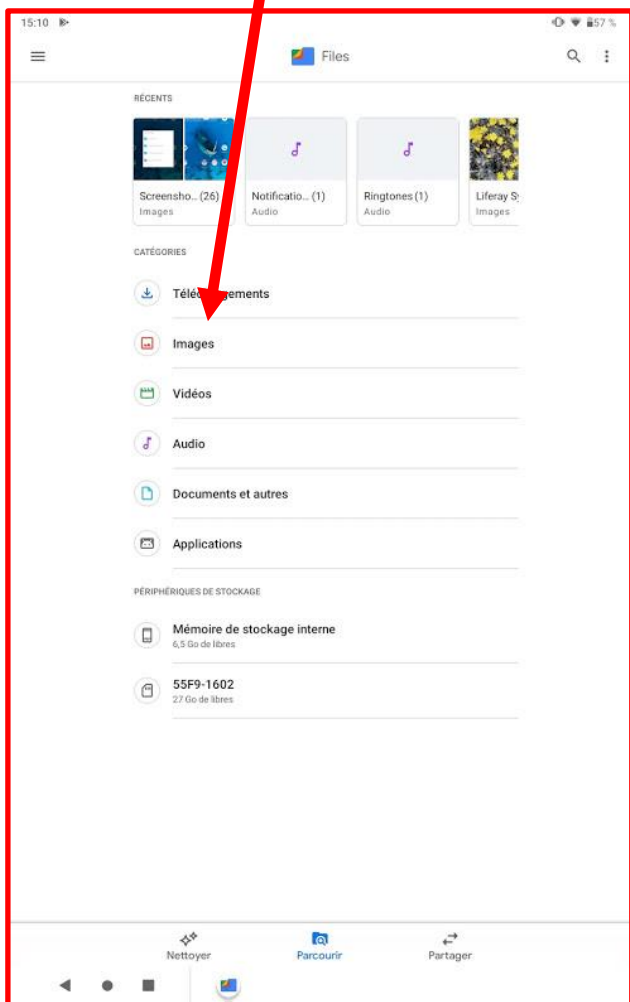 15:10
57 %
Files
RÉCENTS
Screensho... (26)
Images
Notificatio... (1)
Audio
Ringtones (1)
Audio
Liferay Sy
Images
CATÉGORIES
Téléchargements
Images
Vidéos
Audio
Documents et autres
Applications
PÉRIPHÉRIQUES DE STOCKAGE
Mémoire de stockage interne
6,5 Go de libres
55F9-1602
27 Go de libres
Nettoyer
Parcourir
Partager